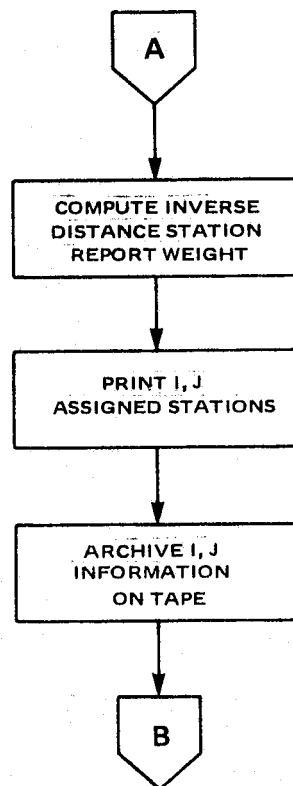 A
COMPUTE INVERSE
DISTANCE STATION
REPORT WEIGHT
PRINT I, J
ASSIGNED STATIONS
ARCHIVE I, J
INFORMATION
ON TAPE
B